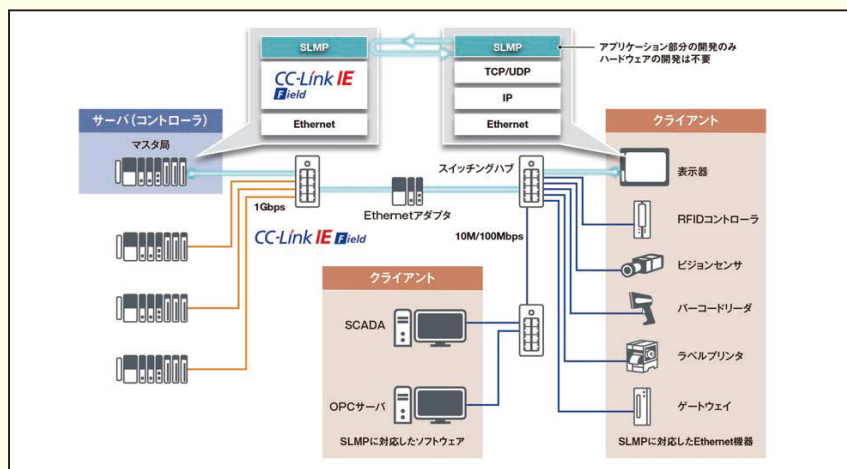 SLMP
CC-Link IE Field
Ethernet
SLMP
TCP/UDP
IP
Ethernet
アプリケーション部分の開発のみ
ハードウェアの開発は不要
サーバ(コントローラ)
マスタ局
1Gbps
CC-Link IE Field
Ethernetアダプタ
スイッチングハブ
10M/100Mbps
クライアント
SCADA
OPCサーバ
SLMPに対応したソフトウェア
クライアント
表示器
RFIDコントローラ
ビジョンセンサ
バーコードリーダ
ラベルプリンタ
ゲートウェイ
SLMPに対応したEthernet機器